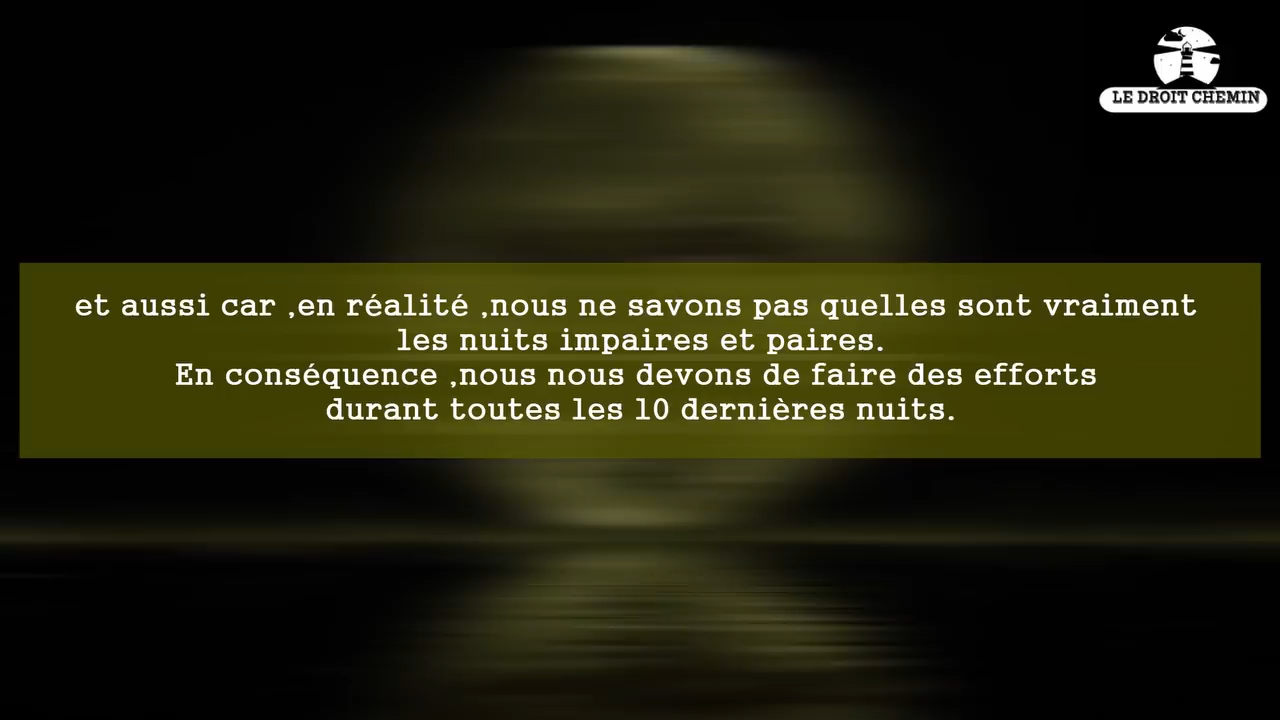 LE DROIT CHEMIN
et aussi car ,en réalité ,nous ne savons pas quelles sont vraiment
les nuits impaires et paires.
En conséquence ,nous nous devons de faire des efforts
durant toutes les 10 dernières nuits.